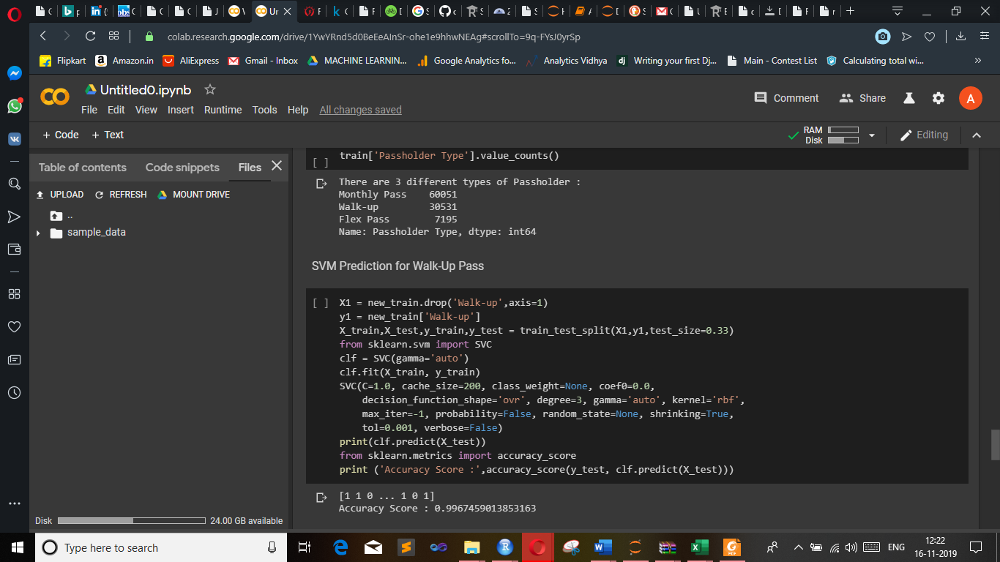 colab.research.google.com/drive/1YwYRnd5d0BeEeAInSr-ohe1e9hhwNEAg#scrollTo=9q-FYsJ0yrSp
Flipkart
Amazon.in
AliExpress
Gmail - Inbox
MACHINE LEARNIN...
Google Analytics fo...
Analytics Vidhya
Writing your first Dj...
Main - Contest List
Calculating total wi...
Untitled0.ipynb
Comment
Share
A
File Edit View Insert Runtime Tools Help All changes saved
+ Code + Text
RAM
Disk
Editing
Table of contents
Code snippets
Files
UPLOAD
REFRESH
MOUNT DRIVE
..
sample_data
Disk
24.00 GB available
[ ]
train['Passholder Type'].value_counts()
There are 3 different types of Passholder :
Monthly Pass    60051
Walk-up         30531
Flex Pass        7195
Name: Passholder Type, dtype: int64
SVM Prediction for Walk-Up Pass
[ ]
X1 = new_train.drop('Walk-up',axis=1)
y1 = new_train['Walk-up']
X_train,X_test,y_train,y_test = train_test_split(X1,y1,test_size=0.33)
from sklearn.svm import SVC
clf = SVC(gamma='auto')
clf.fit(X_train, y_train)
SVC(C=1.0, cache_size=200, class_weight=None, coef0=0.0,
    decision_function_shape='ovr', degree=3, gamma='auto', kernel='rbf',
    max_iter=-1, probability=False, random_state=None, shrinking=True,
    tol=0.001, verbose=False)
print(clf.predict(X_test))
from sklearn.metrics import accuracy_score
print ('Accuracy Score :',accuracy_score(y_test, clf.predict(X_test)))
[1 1 0 ... 1 0 1]
Accuracy Score : 0.9967459013853163
Type here to search
ENG
12:22
16-11-2019